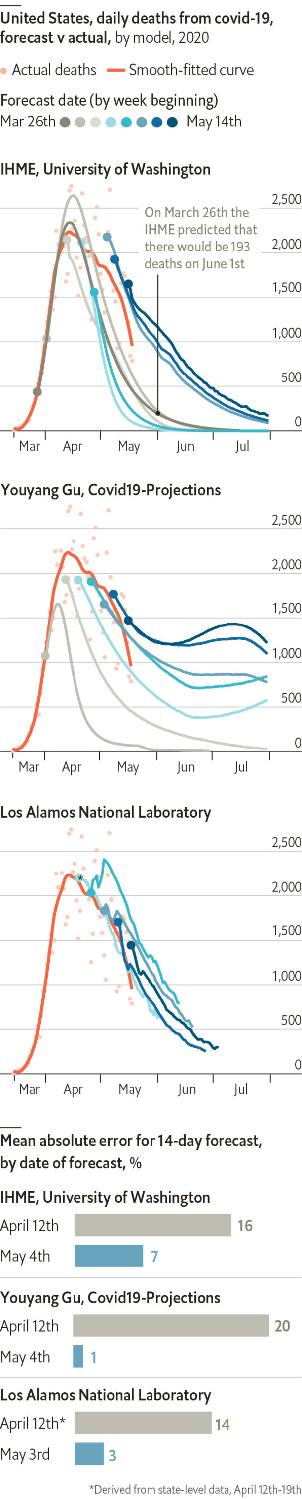 United States, daily deaths from covid-19,
forecast v actual, by model, 2020
Actual deaths Smooth-fitted curve
Forecast date (by week beginning)
Mar 26th May 14th
IHME, University of Washington
2,500
On March 26th the
IHME predicted that
there would be 193
deaths on June 1st
2,000
1,500
1,000
500
0
Mar Apr May Jun Jul
Youyang Gu, Covid19-Projections
2,500
2,000
1,500
1,000
500
0
Mar Apr May Jun Jul
Los Alamos National Laboratory
2,500
2,000
*
1,500
1,000
500
0
Mar Apr May Jun Jul
Mean absolute error for 14-day forecast,
by date of forecast, %
IHME, University of Washington
April 12th 16
May 4th 7
Youyang Gu, Covid19-Projections
April 12th 20
May 4th 1
Los Alamos National Laboratory
April 12th* 14
May 3rd 3
*Derived from state-level data, April 12th-19th